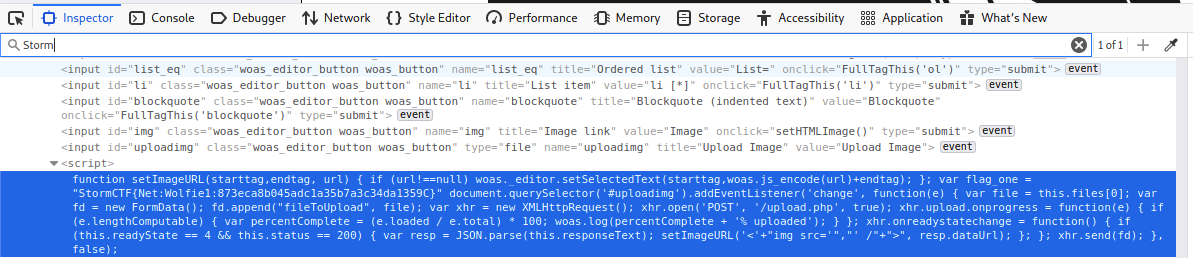 Inspector Console Debugger Network Style Editor Performance Memory Storage Accessibility Application What's New
Storm 1 of 1
<input id="list_eq" class="woas_editor_button woas_button" name="list_eq" title="Ordered list" value="List=" onclick="FullTagThis('ol')" type="submit"> event
<input id="li" class="woas_editor_button woas_button" name="li" title="List item" value="li [*]" onclick="FullTagThis('li')" type="submit"> event
<input id="blockquote" class="woas_editor_button woas_button" name="blockquote" title="Blockquote (indented text)" value="Blockquote"
onclick="FullTagThis('blockquote')" type="submit"> event
<input id="img" class="woas_editor_button woas_button" name="img" title="Image link" value="Image" onclick="setHTMLImage()" type="submit"> event
<input id="uploadimg" class="woas_editor_button woas_button" type="file" name="uploadimg" title="Upload Image" value="Upload Image"> event
<script>
function setImageURL(starttag,endtag, url) { if (url!==null) woas._editor.setSelectedText(starttag,woas.js_encode(url)+endtag); }; var flag_one =
"StormCTF{Net:Wolfie1:873eca8b045adc1a35b7a3c34da1359C}" document.querySelector('#uploadimg').addEventListener('change', function(e) { var file = this.files[0]; var
fd = new FormData(); fd.append("fileToUpload", file); var xhr = new XMLHttpRequest(); xhr.open('POST', '/upload.php', true); xhr.upload.onprogress = function(e) { if
(e.lengthComputable) { var percentComplete = (e.loaded / e.total) * 100; woas.log(percentComplete + '% uploaded'); } }; xhr.onreadystatechange = function() { if
(this.readyState == 4 && this.status == 200) { var resp = JSON.parse(this.responseText); setImageURL('<'+"img src='","' /"+">", resp.dataUrl); }; }; xhr.send(fd); },
false);